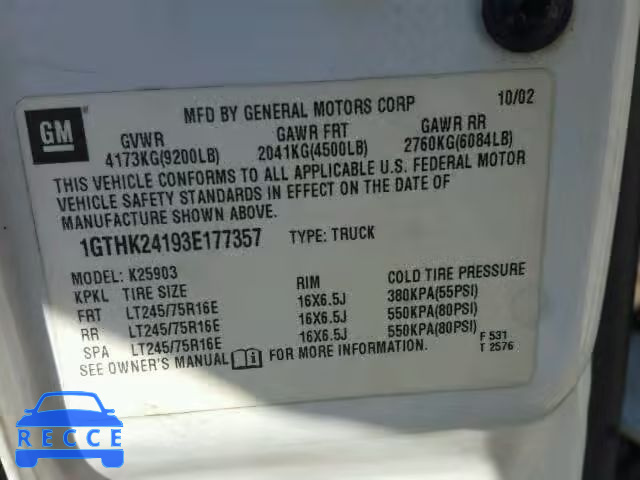 GM
MFD BY GENERAL MOTORS CORP 10/02
GVWR GAWR FRT GAWR RR
4173KG(9200LB) 2041KG(4500LB) 2760KG(6084LB)
THIS VEHICLE CONFORMS TO ALL APPLICABLE U.S. FEDERAL MOTOR
VEHICLE SAFETY STANDARDS IN EFFECT ON THE DATE OF
MANUFACTURE SHOWN ABOVE.
1GTHK24193E177357 TYPE: TRUCK
MODEL: K25903
KPKL TIRE SIZE RIM COLD TIRE PRESSURE
FRT LT245/75R16E 16X6.5J 380KPA(55PSI)
RR LT245/75R16E 16X6.5J 550KPA(80PSI)
SPA LT245/75R16E 16X6.5J 550KPA(80PSI)
SEE OWNER'S MANUAL FOR MORE INFORMATION.
F 531
T 2576
RECCE